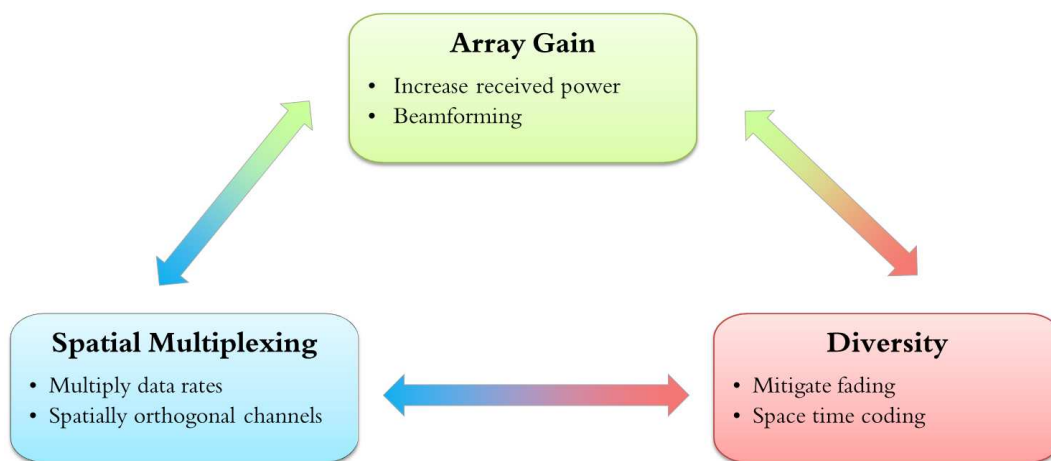 Array Gain
• Increase received power
• Beamforming
Spatial Multiplexing
• Multiply data rates
• Spatially orthogonal channels
Diversity
• Mitigate fading
• Space time coding